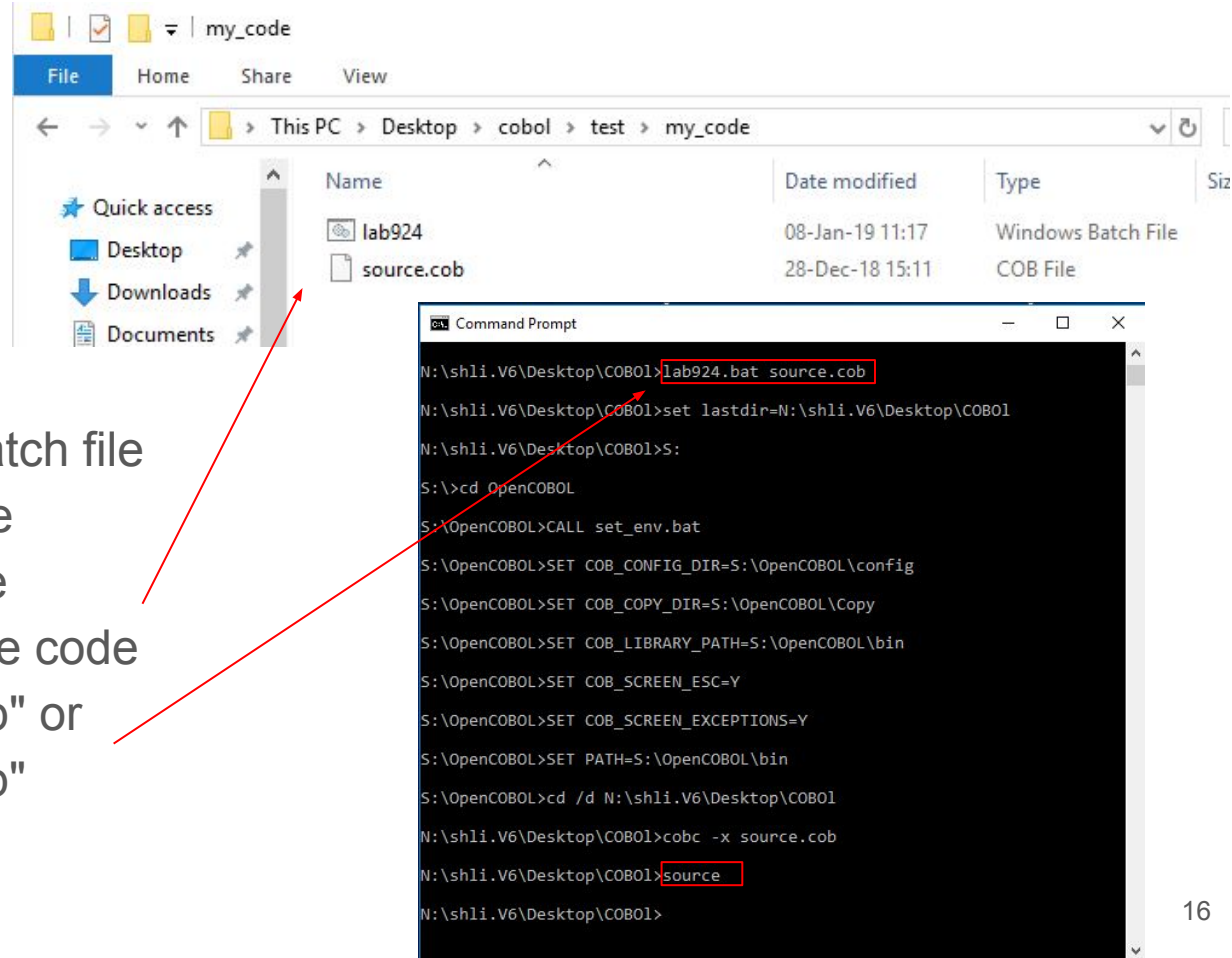 my_code
File Home Share View
This PC > Desktop > cobol > test > my_code
Name Date modified Type Siz
Quick access
Desktop
Downloads
Documents
lab924 08-Jan-19 11:17 Windows Batch File
source.cob 28-Dec-18 15:11 COB File
Command Prompt
N:\shli.V6\Desktop\COBOl>lab924.bat source.cob
N:\shli.V6\Desktop\COBOl>set lastdir=N:\shli.V6\Desktop\COBOl
N:\shli.V6\Desktop\COBOl>S:
S:\>cd OpenCOBOL
S:\OpenCOBOL>CALL set_env.bat
S:\OpenCOBOL>SET COB_CONFIG_DIR=S:\OpenCOBOL\config
S:\OpenCOBOL>SET COB_COPY_DIR=S:\OpenCOBOL\Copy
S:\OpenCOBOL>SET COB_LIBRARY_PATH=S:\OpenCOBOL\bin
S:\OpenCOBOL>SET COB_SCREEN_ESC=Y
S:\OpenCOBOL>SET COB_SCREEN_EXCEPTIONS=Y
S:\OpenCOBOL>SET PATH=S:\OpenCOBOL\bin
S:\OpenCOBOL>cd /d N:\shli.V6\Desktop\COBOl
N:\shli.V6\Desktop\COBOl>cobc -x source.cob
N:\shli.V6\Desktop\COBOl>source
N:\shli.V6\Desktop\COBOl>
atch file
e
e
e code
o" or
o"
16